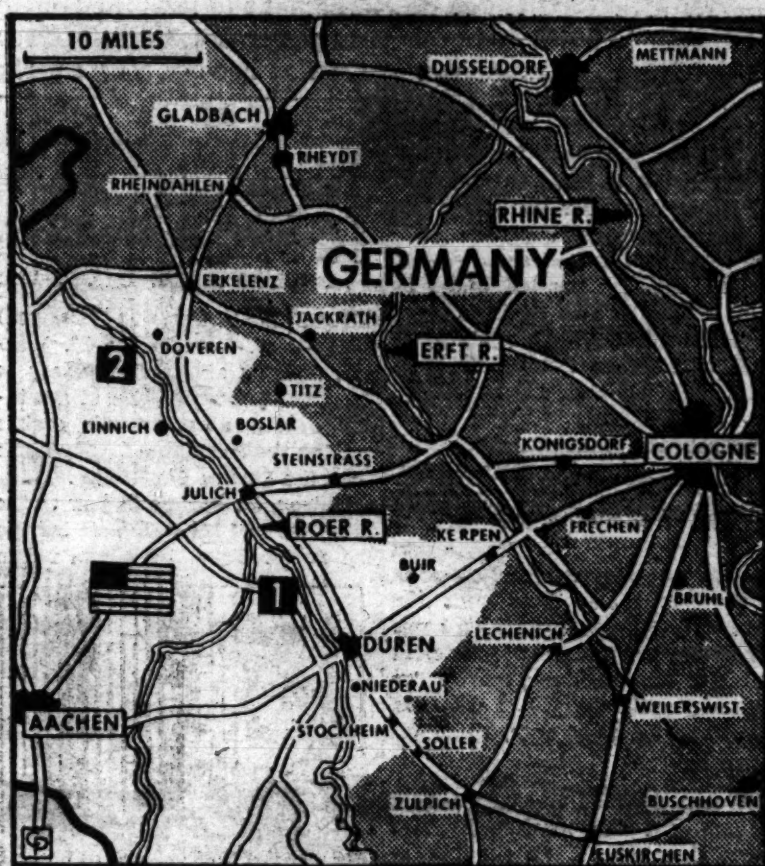 10 MILES
DUSSELDORF
METTMANN
GLADBACH
RHEYDT
RHEINDAHLEN
RHINE R.
GERMANY
ERKELENZ
JACKRATH
DOVEREN
ERFT R.
2
TITZ
LINNICH
BOSLAR
KONIGSDORF
COLOGNE
STEINSTRASS
JULICH
ROER R.
KERPEN
FRECHEN
BUIR
1
BRUHL
DUREN
LECHENICH
NIEDERAU
WEILERSWIST
AACHEN
STOCKHEIM
SOLLER
ZULPICH
BUSCHHOVEN
EUSKIRCHEN
CP